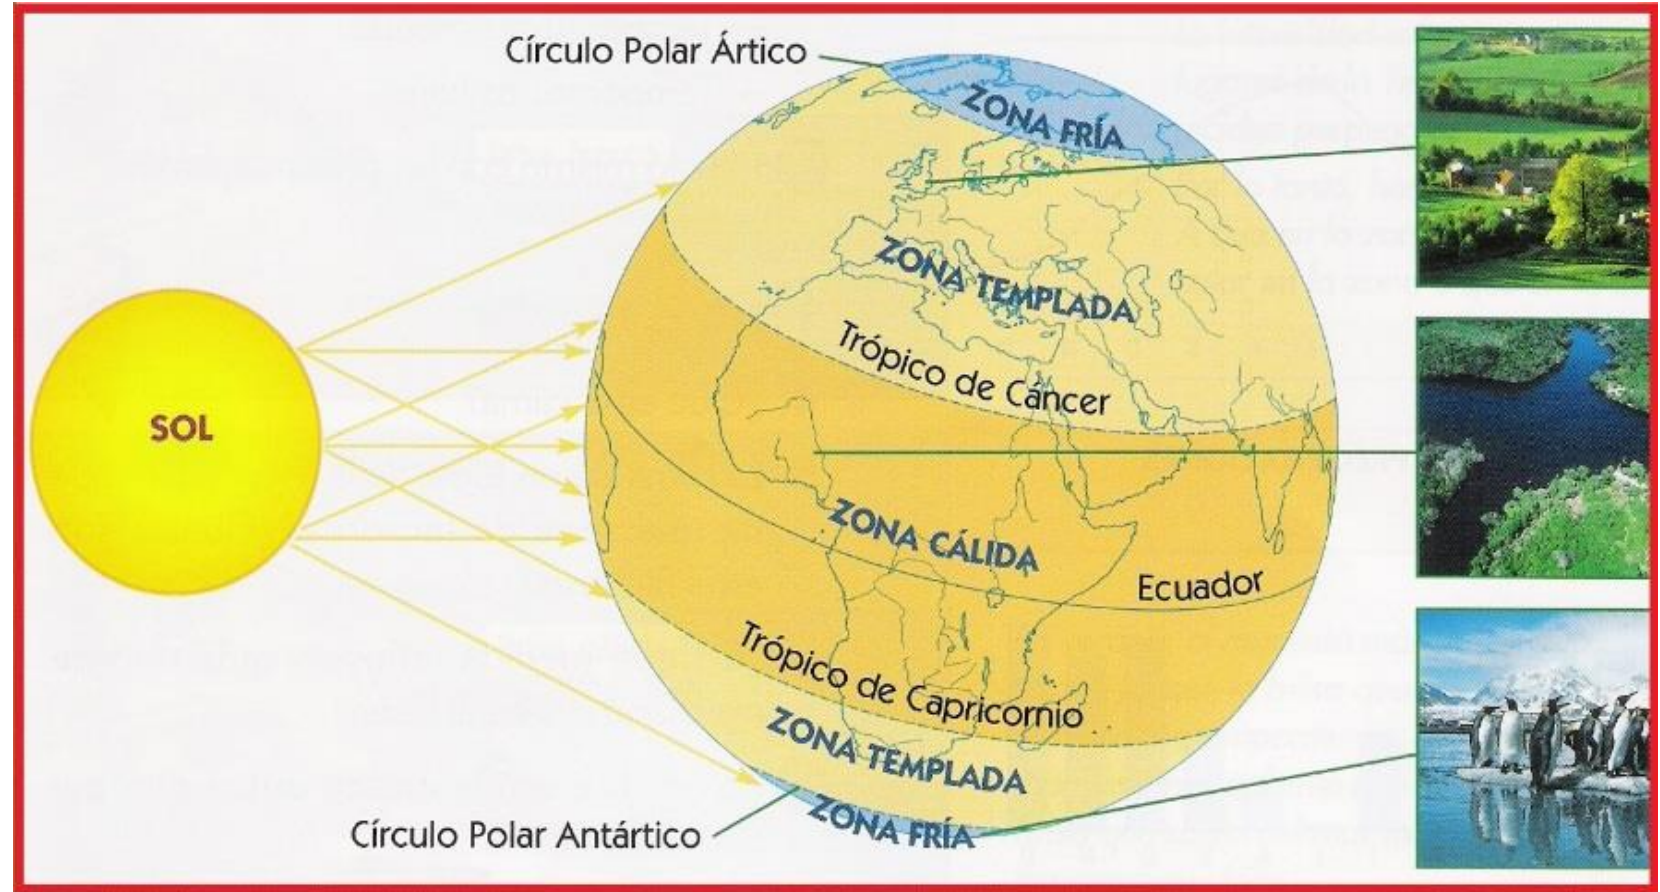 Círculo Polar Ártico
ZONA FRÍA
ZONA TEMPLADA
Trópico de Cáncer
SOL
ZONA CÁLIDA
Ecuador
Trópico de Capricornio
ZONA TEMPLADA
Círculo Polar Antártico
ZONA FRÍA